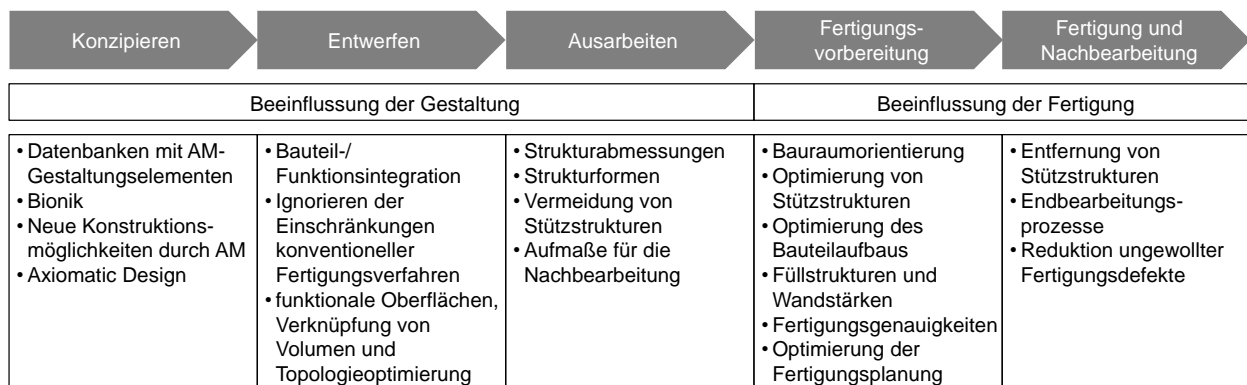 Konzipieren
Entwerfen
Ausarbeiten
Fertigungs-
vorbereitung
Fertigung und
Nachbearbeitung
Beeinflussung der Gestaltung
Beeinflussung der Fertigung
• Datenbanken mit AM-
Gestaltungselementen
• Bionik
• Neue Konstruktions-
möglichkeiten durch AM
• Axiomatic Design
• Bauteil-/
Funktionsintegration
• Ignorieren der
Einschränkungen
konventioneller
Fertigungsverfahren
• funktionale Oberflächen,
Verknüpfung von
Volumen und
Topologieoptimierung
• Strukturabmessungen
• Strukturformen
• Vermeidung von
Stützstrukturen
• Aufmaße für die
Nachbearbeitung
• Bauraumorientierung
• Optimierung von
Stützstrukturen
• Optimierung des
Bauteilaufbaus
• Füllstrukturen und
Wandstärken
• Fertigungsgenauigkeiten
• Optimierung der
Fertigungsplanung
• Entfernung von
Stützstrukturen
• Endbearbeitungs-
prozesse
• Reduktion ungewollter
Fertigungsdefekte